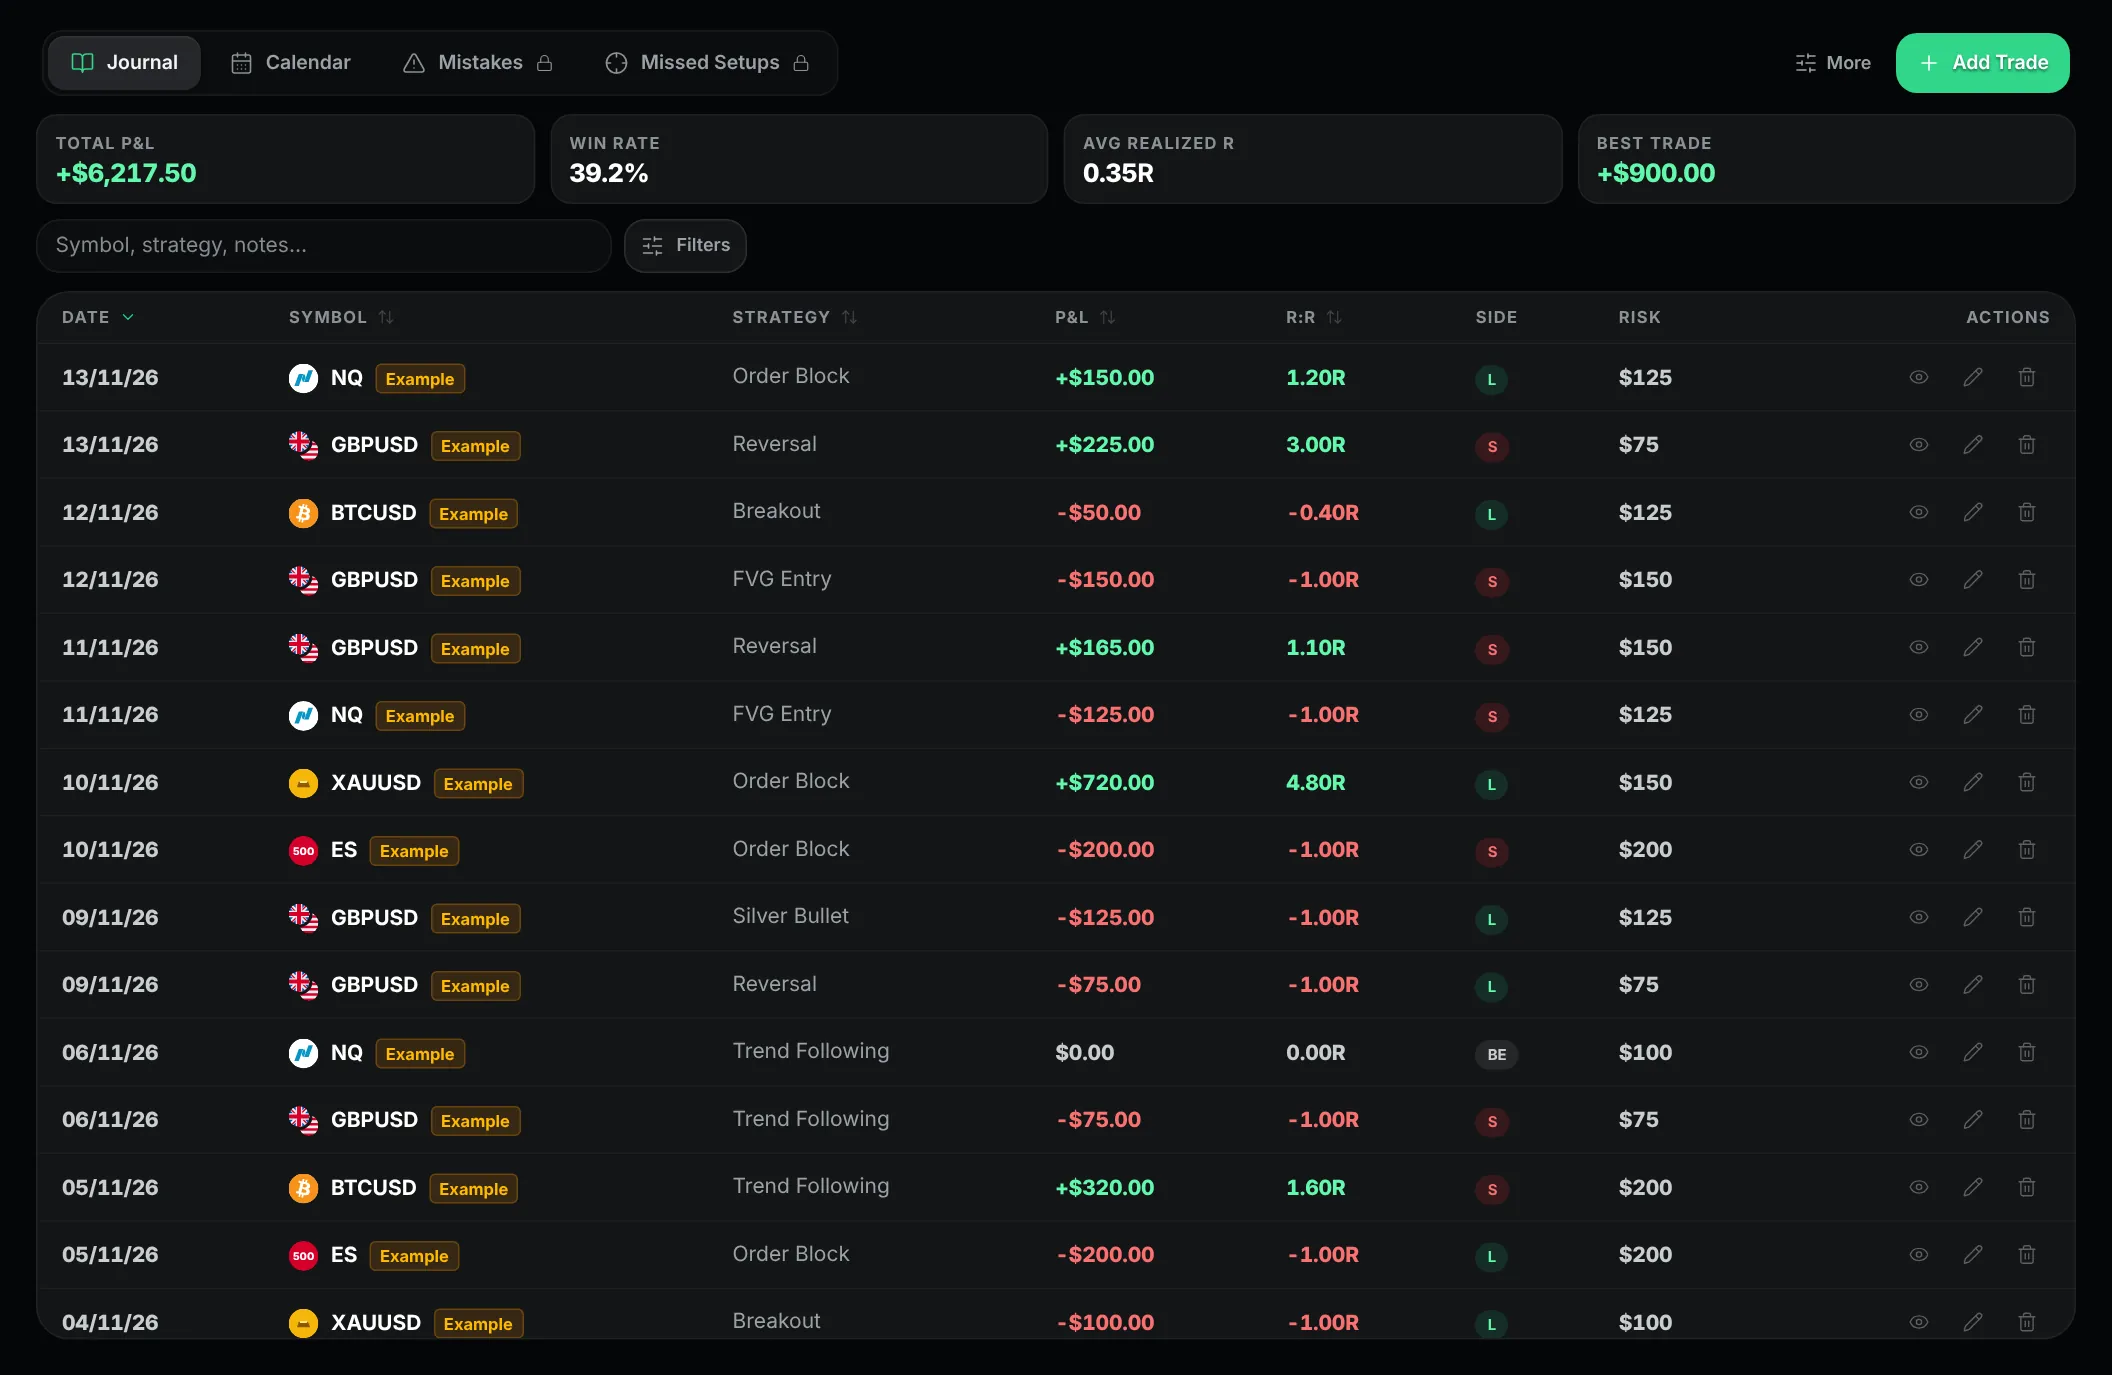 Journal Calendar Mistakes Missed Setups More + Add Trade
TOTAL P&L WIN RATE AVG REALIZED R BEST TRADE
+$6,217.50 39.2% 0.35R +$900.00
Symbol, strategy, notes... Filters
DATE SYMBOL STRATEGY P&L R:R SIDE RISK ACTIONS
13/11/26 NQ Example Order Block +$150.00 1.20R L $125
13/11/26 GBPUSD Example Reversal +$225.00 3.00R S $75
12/11/26 BTCUSD Example Breakout -$50.00 -0.40R L $125
12/11/26 GBPUSD Example FVG Entry -$150.00 -1.00R S $150
11/11/26 GBPUSD Example Reversal +$165.00 1.10R S $150
11/11/26 NQ Example FVG Entry -$125.00 -1.00R S $125
10/11/26 XAUUSD Example Order Block +$720.00 4.80R L $150
10/11/26 500 ES Example Order Block -$200.00 -1.00R S $200
09/11/26 GBPUSD Example Silver Bullet -$125.00 -1.00R L $125
09/11/26 GBPUSD Example Reversal -$75.00 -1.00R L $75
06/11/26 NQ Example Trend Following $0.00 0.00R BE $100
06/11/26 GBPUSD Example Trend Following -$75.00 -1.00R S $75
05/11/26 BTCUSD Example Trend Following +$320.00 1.60R S $200
05/11/26 500 ES Example Order Block -$200.00 -1.00R L $200
04/11/26 XAUUSD Example Breakout -$100.00 -1.00R L $100